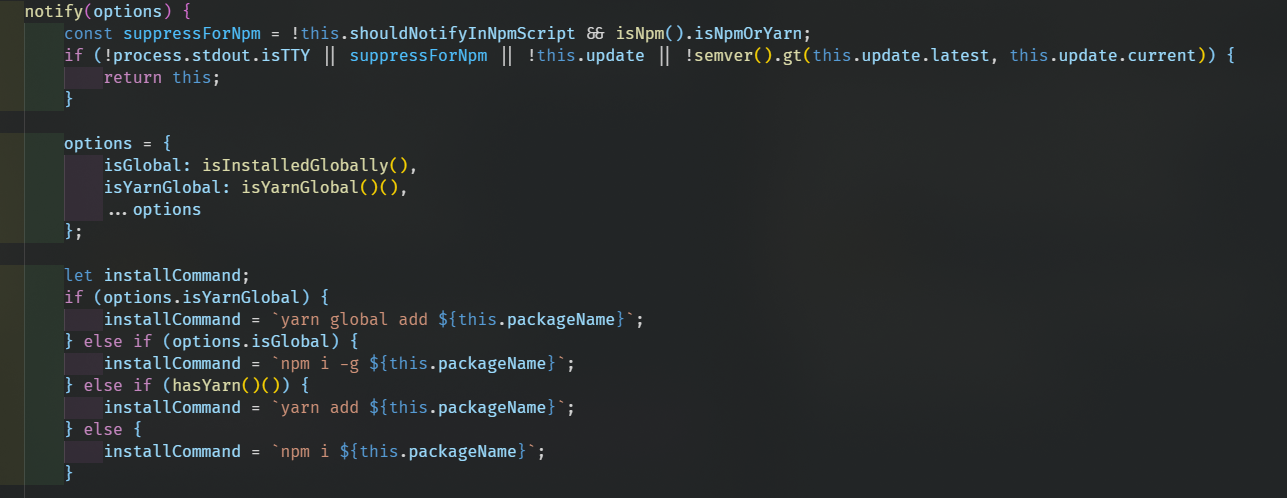 notify(options) {
    const suppressForNpm = !this.shouldNotifyInNpmScript && isNpm().isNpmOrYarn;
    if (!process.stdout.isTTY || suppressForNpm || !this.update || !semver().gt(this.update.latest, this.update.current)) {
        return this;
    }

    options = {
        isGlobal: isInstalledGlobally(),
        isYarnGlobal: isYarnGlobal()(),
        ...options
    };

    let installCommand;
    if (options.isYarnGlobal) {
        installCommand = `yarn global add ${this.packageName}`;
    } else if (options.isGlobal) {
        installCommand = `npm i -g ${this.packageName}`;
    } else if (hasYarn()()) {
        installCommand = `yarn add ${this.packageName}`;
    } else {
        installCommand = `npm i ${this.packageName}`;
    }